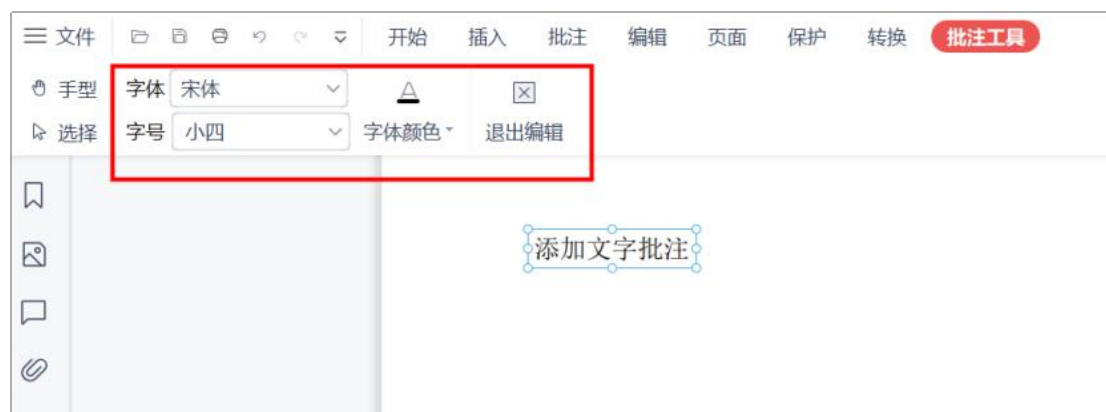 文件 开始 插入 批注 编辑 页面 保护 转换 批注工具
手型 字体 宋体
选择 字号 小四 字体颜色 退出编辑
添加文字批注